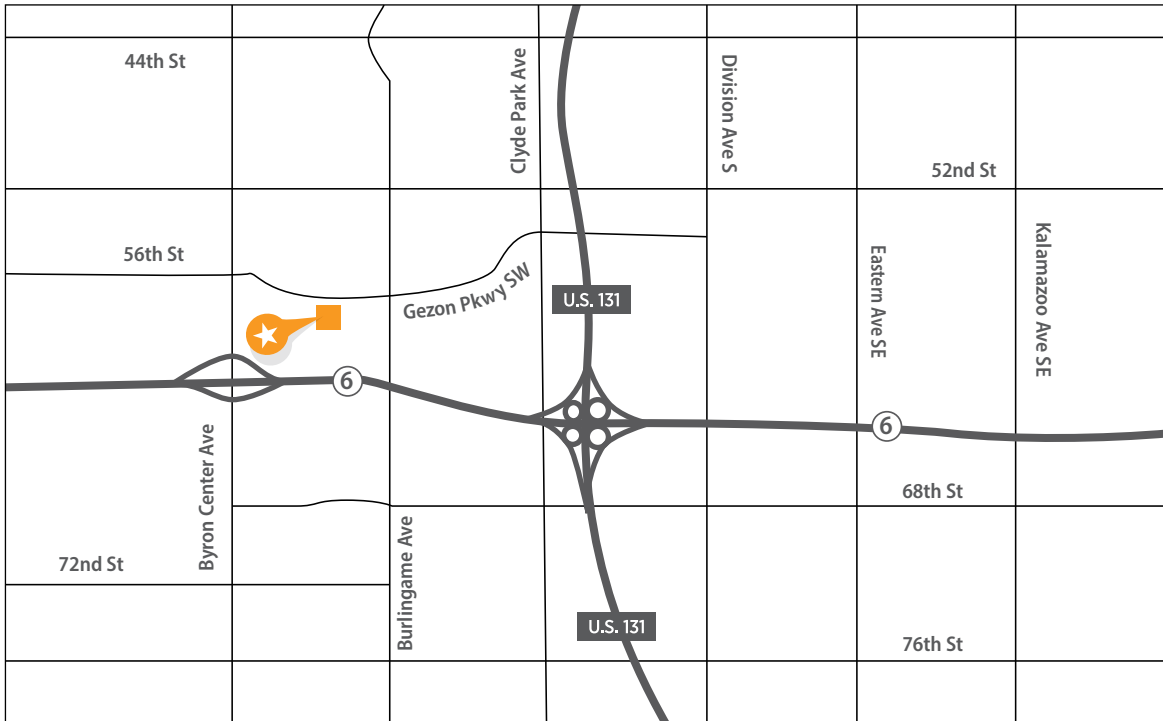 44th St
Clyde Park Ave
Division Ave S
52nd St
56th St
Gezon Pkwy SW
U.S. 131
Eastern Ave SE
Kalamazoo Ave SE
6
6
Byron Center Ave
68th St
72nd St
Burlingame Ave
U.S. 131
76th St